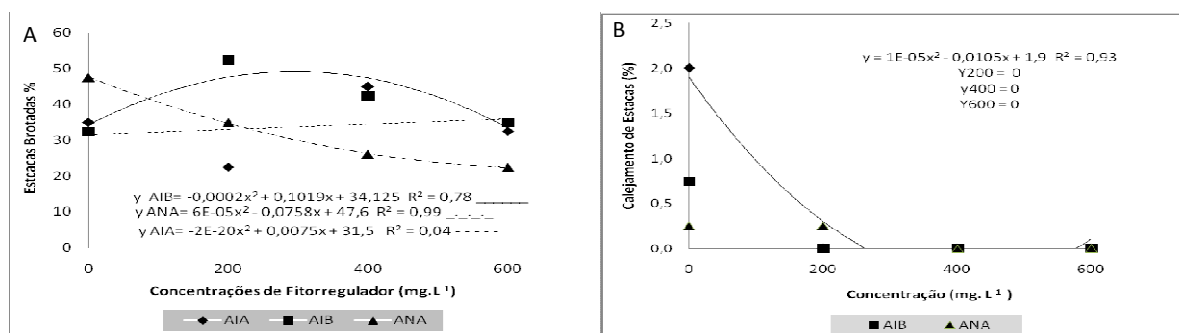 A
60
50
40
30
20
10
0
Estcacas Brotadas %
y AIB= -0,0002x² + 0,1019x + 34,125 R² = 0,78
y ANA= 6E-05x² - 0,0758x + 47,6 R² = 0,99
y AIA= -2E-20x² + 0,0075x + 31,5 R² = 0,04
0 200 400 600
Concentrações de Fitorregulador (mg.L⁻¹)
AIA AIB ANA
B
2,5
2,0
1,5
1,0
0,5
0,0
Calejamento de Estacas (%)
y = 1E-05x² - 0,0105x + 1,9 R² = 0,93
Y200 = 0
y400 = 0
Y600 = 0
0 200 400 600
Concentração (mg. L⁻¹)
AIB ANA